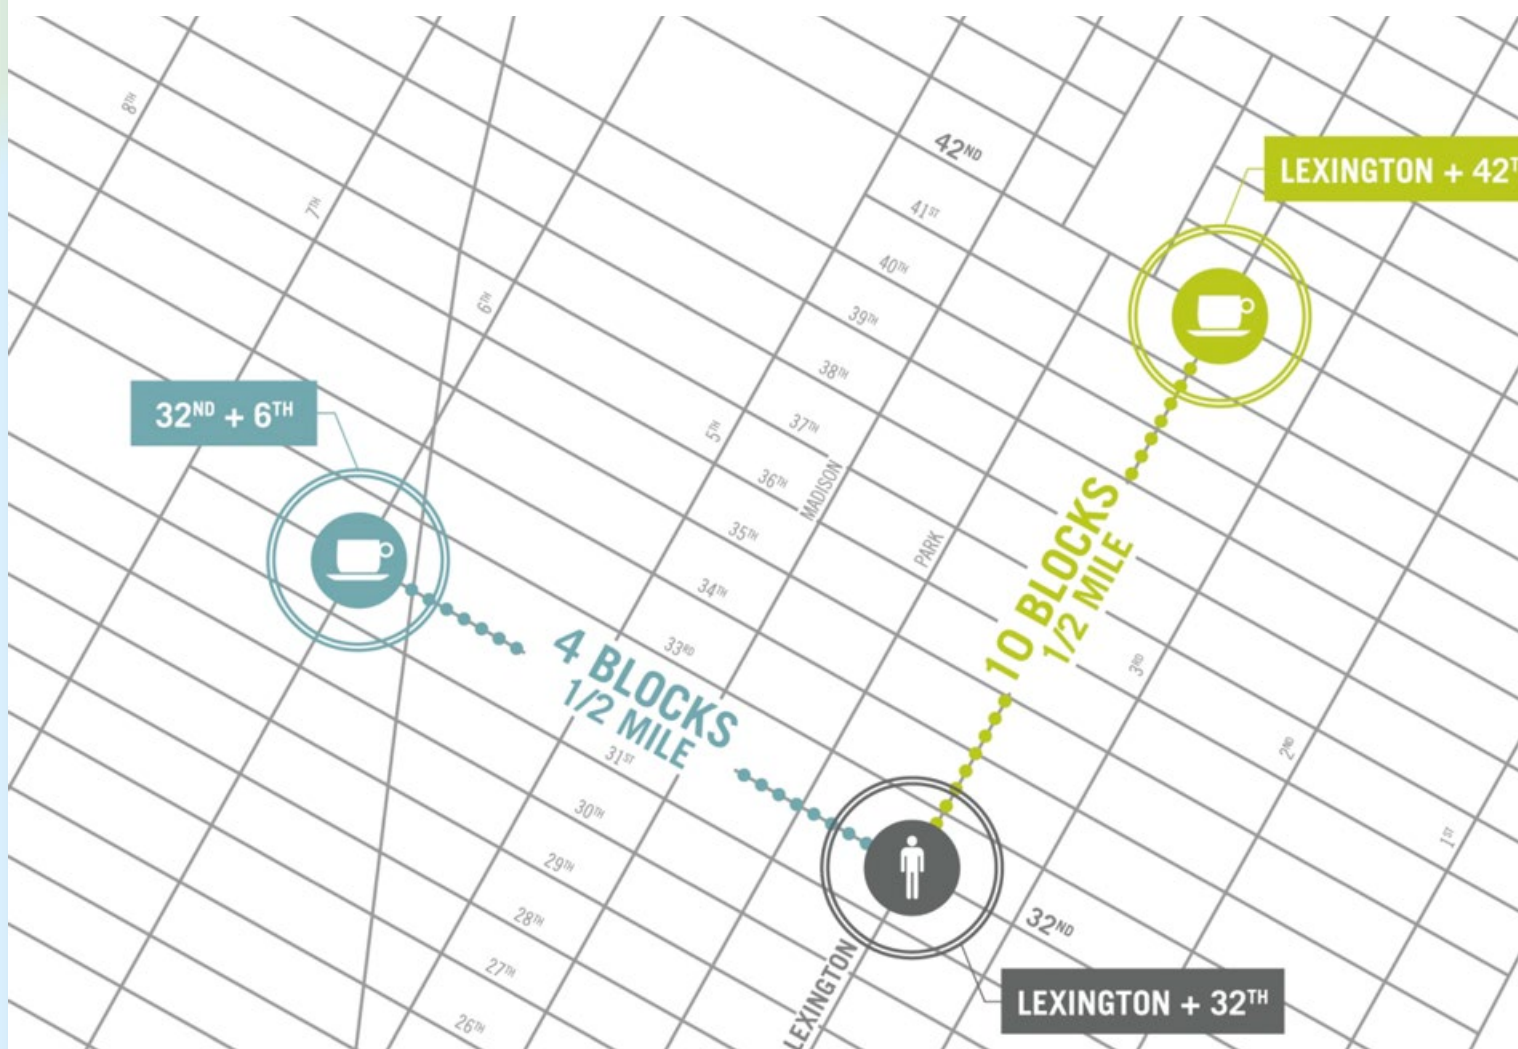 8TH
7TH
6TH
5TH
MADISON
PARK
3RD
2ND
1ST
42ND
41ST
40TH
39TH
38TH
37TH
36TH
35TH
34TH
33RD
31ST
30TH
29TH
28TH
27TH
26TH
LEXINGTON + 42T
32ND + 6TH
4 BLOCKS
1/2 MILE
10 BLOCKS
1/2 MILE
32ND
LEXINGTON
LEXINGTON + 32TH